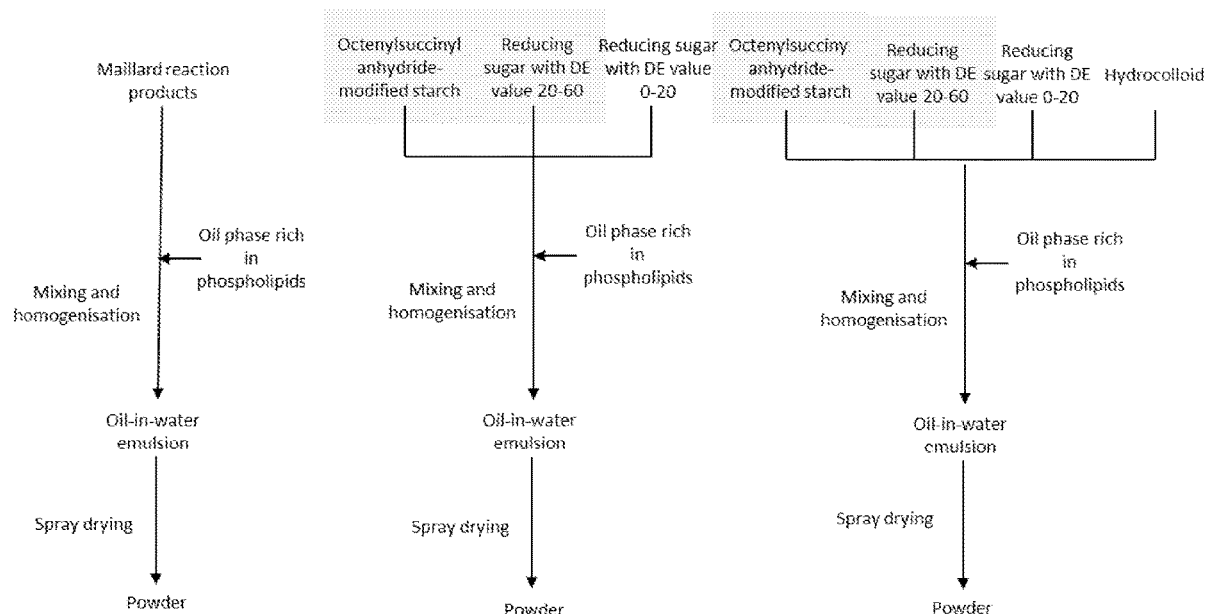 Maillard reaction
products
Oil phase rich
in
phospholipids
Mixing and
homogenisation
Oil-in-water
emulsion
Spray drying
Powder
Octenylsuccinyl
anhydride-
modified starch
Reducing
sugar with DE
value 20-60
Reducing sugar
with DE value
0-20
Oil phase rich
in
phospholipids
Mixing and
homogenisation
Oil-in-water
emulsion
Spray drying
Powder
Octenylsucciny
anhydride-
modified starch
Reducing
sugar with DE
value 20-60
Reducing
sugar with DE
value 0-20
Hydrocolloid
Oil phase rich
in
phospholipids
Mixing and
homogenisation
Oil-in-water
emulsion
Spray drying
Powder